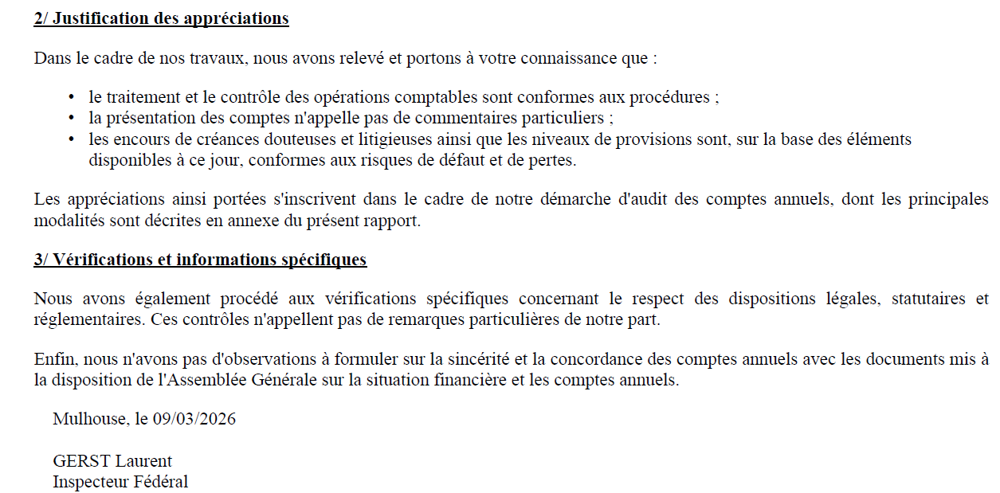 2/ Justification des appréciations
Dans le cadre de nos travaux, nous avons relevé et portons à votre connaissance que :
• le traitement et le contrôle des opérations comptables sont conformes aux procédures ;
• la présentation des comptes n'appelle pas de commentaires particuliers ;
• les encours de créances douteuses et litigieuses ainsi que les niveaux de provisions sont, sur la base des éléments
disponibles à ce jour, conformes aux risques de défaut et de pertes.
Les appréciations ainsi portées s'inscrivent dans le cadre de notre démarche d'audit des comptes annuels, dont les principales
modalités sont décrites en annexe du présent rapport.
3/ Vérifications et informations spécifiques
Nous avons également procédé aux vérifications spécifiques concernant le respect des dispositions légales, statutaires et
réglementaires. Ces contrôles n'appellent pas de remarques particulières de notre part.
Enfin, nous n'avons pas d'observations à formuler sur la sincérité et la concordance des comptes annuels avec les documents mis à
la disposition de l'Assemblée Générale sur la situation financière et les comptes annuels.
Mulhouse, le 09/03/2026
GERST Laurent
Inspecteur Fédéral